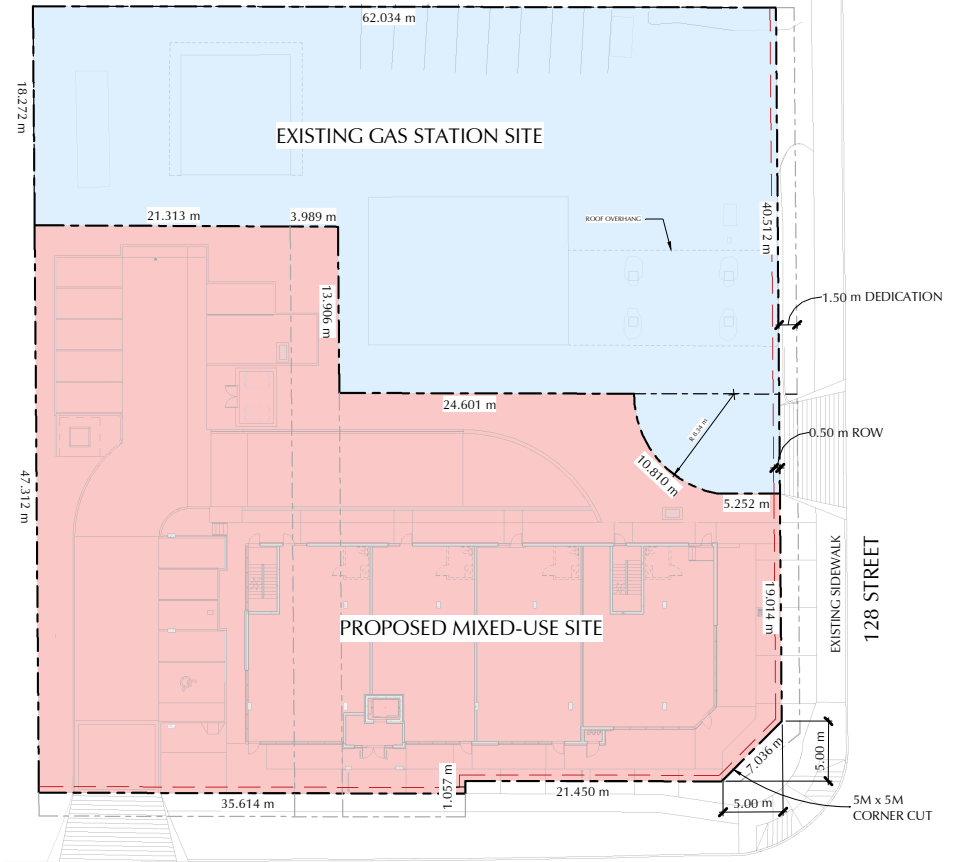 62.034 m
18.272 m
EXISTING GAS STATION SITE
21.313 m
3.989 m
ROOF OVERHANG
40.512 m
13.906 m
1.50 m DEDICATION
24.601 m
R 8.34 m
0.50 m ROW
10.810 m
47.312 m
5.252 m
EXISTING SIDEWALK
128 STREET
19.014 m
PROPOSED MIXED-USE SITE
7.036 m
5.00 m
1.057 m
21.450 m
35.614 m
5.00 m
5M x 5M
CORNER CUT